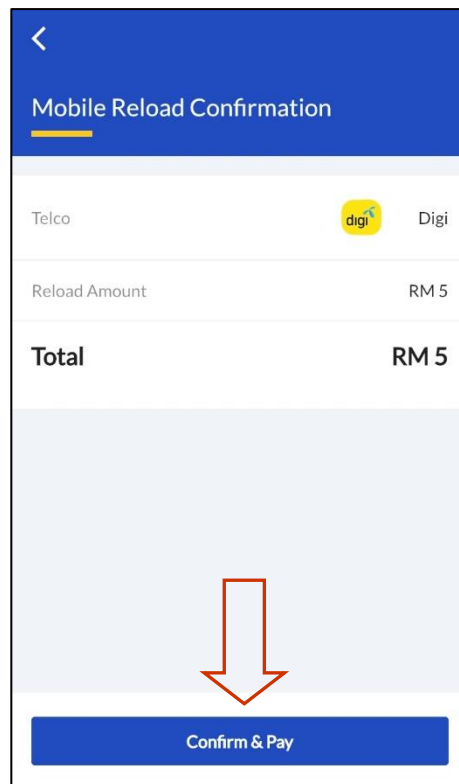 Mobile Reload Confirmation
Telco digi Digi
Reload Amount RM 5
Total RM 5
Confirm & Pay